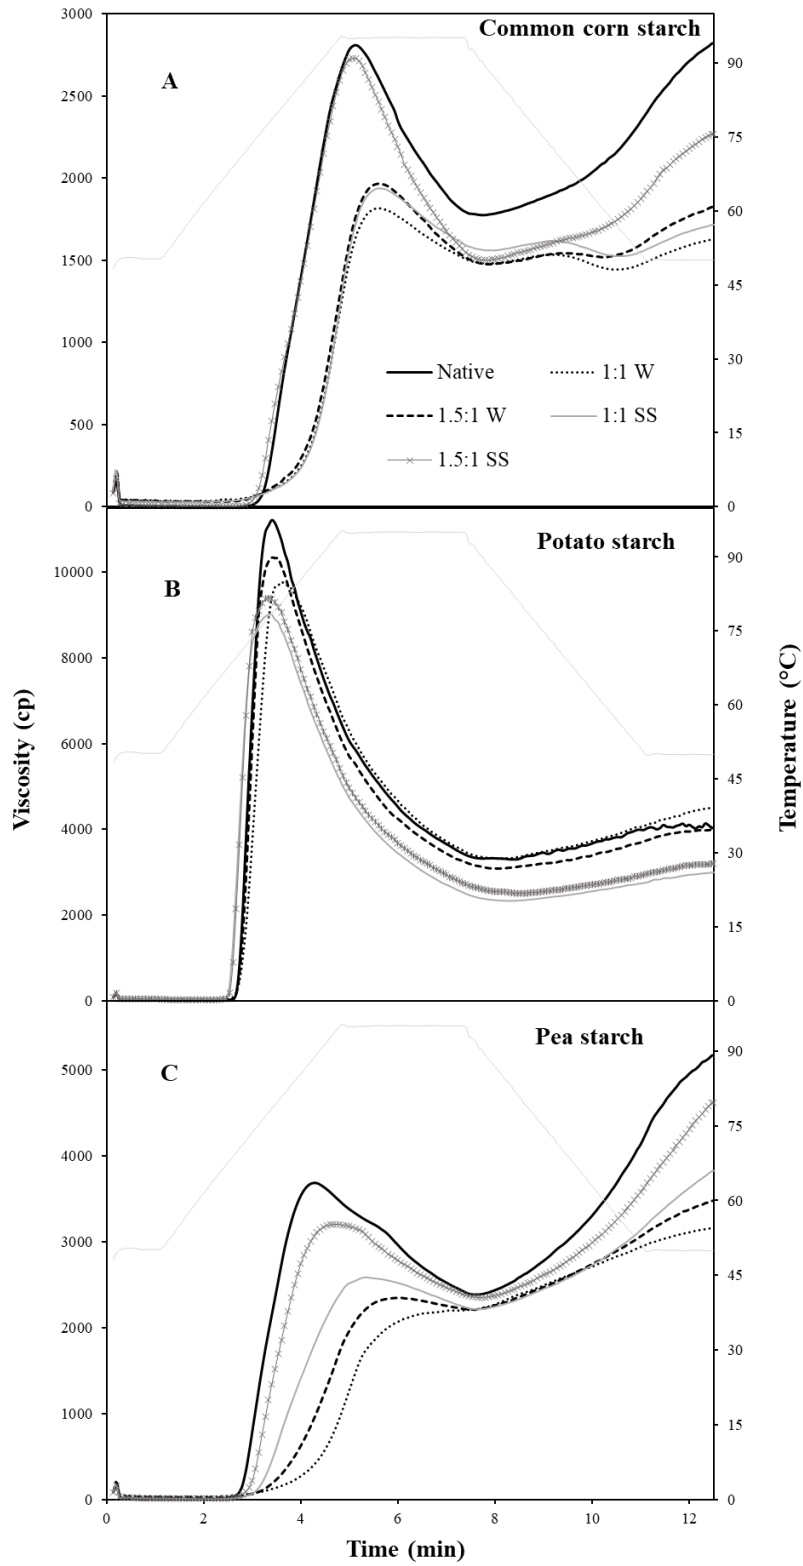 Common corn starch
A
3000
2500
2000
1500
1000
500
0
90
75
60
45
30
15
0
Native
1:1 W
1.5:1 W
1:1 SS
1.5:1 SS
Potato starch
B
10000
8000
6000
4000
2000
0
90
75
60
45
30
15
0
Viscosity (cp)
Temperature (°C)
Pea starch
C
5000
4000
3000
2000
1000
0
90
75
60
45
30
15
0
0 2 4 6 8 10 12
Time (min)